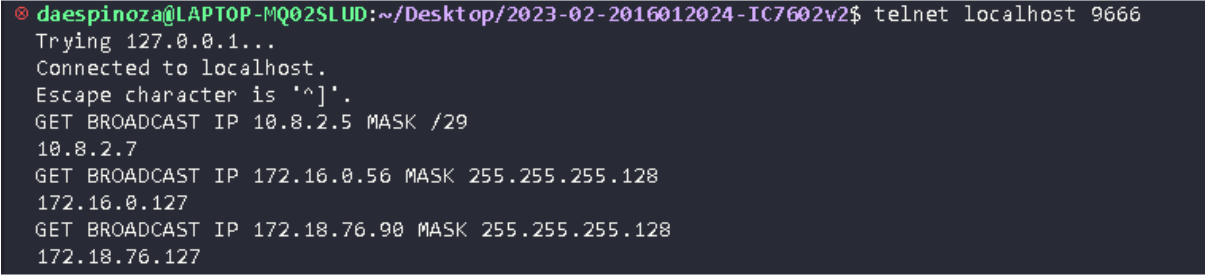 daespinoza@LAPTOP-MQ02SLUD:~/Desktop/2023-02-2016012024-IC7602v2$ telnet localhost 9666
Trying 127.0.0.1...
Connected to localhost.
Escape character is '^]'.
GET BROADCAST IP 10.8.2.5 MASK /29
10.8.2.7
GET BROADCAST IP 172.16.0.56 MASK 255.255.255.128
172.16.0.127
GET BROADCAST IP 172.18.76.90 MASK 255.255.255.128
172.18.76.127